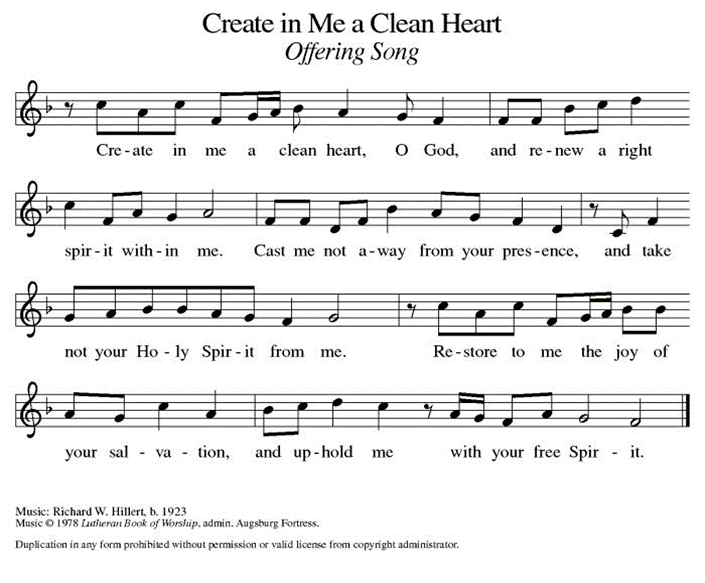 Create in Me a Clean Heart
Offering Song
Cre - ate in me a clean heart, O God, and re - new a right
spir - it with - in me. Cast me not a - way from your pres - ence, and take
not your Ho - ly Spir - it from me. Re - store to me the joy of
your sal - va - tion, and up - hold me with your free Spir - it.
Music: Richard W. Hillert, b. 1923
Music © 1978 Lutheran Book of Worship, admin. Augsburg Fortress.
Duplication in any form prohibited without permission or valid license from copyright administrator.